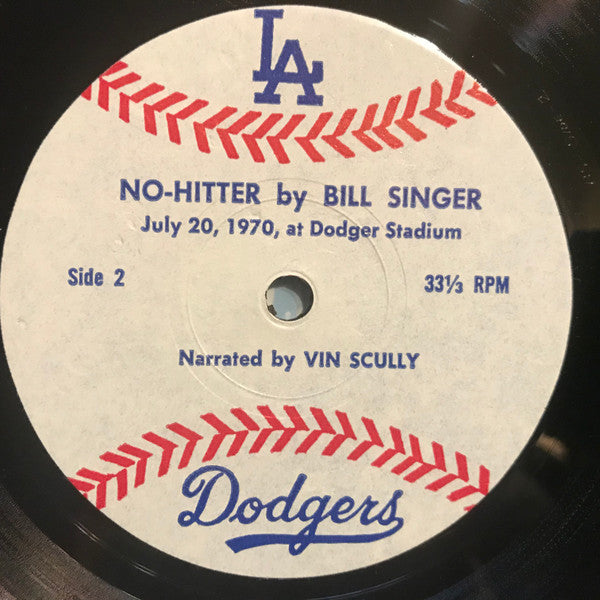 LA
NO-HITTER by BILL SINGER
July 20, 1970, at Dodger Stadium
Side 2
33⅓ RPM
Narrated by VIN SCULLY
Dodgers